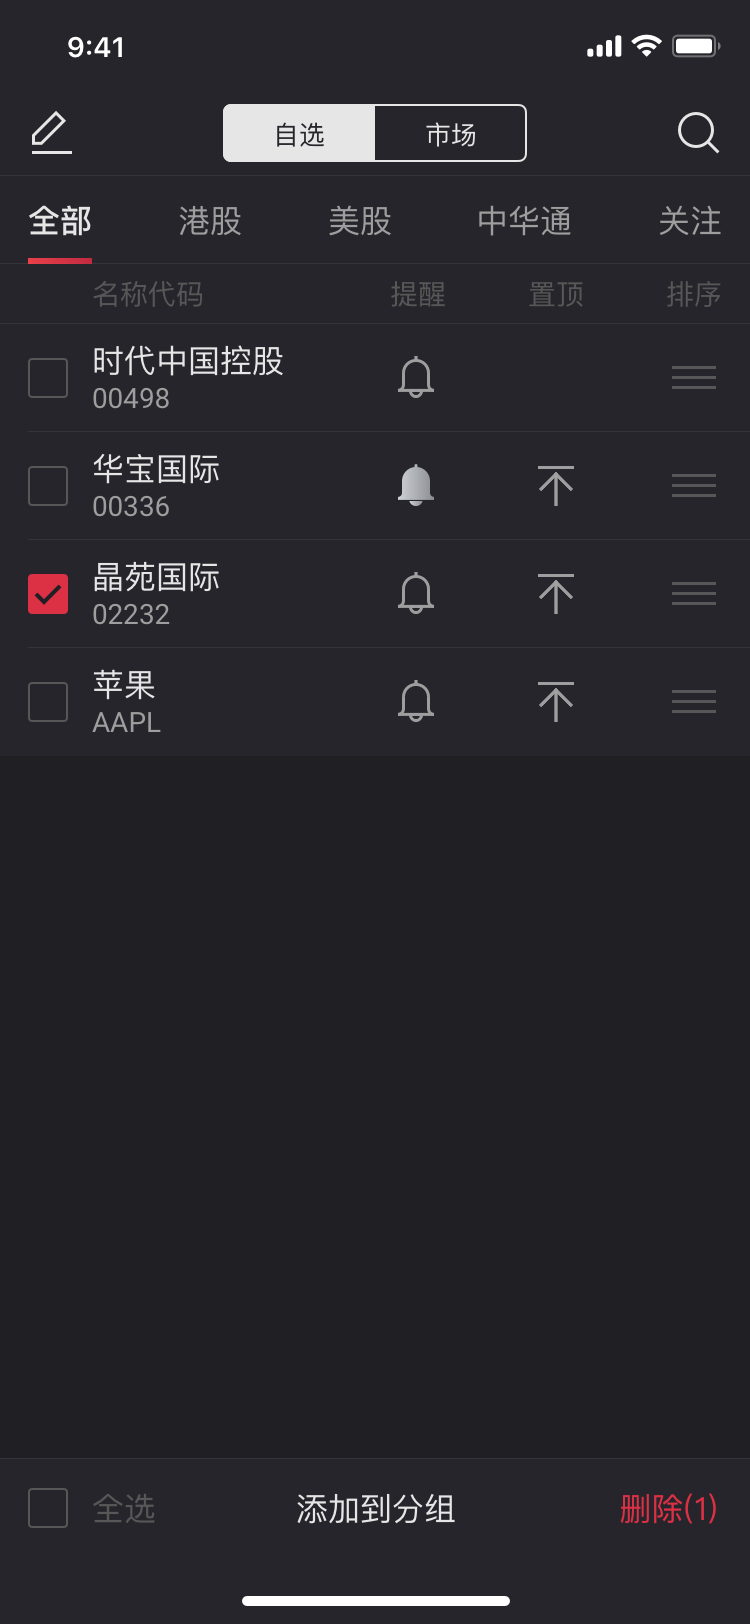 9:41
自选 市场
全部 港股 美股 中华通 关注
名称代码 提醒 置顶 排序
时代中国控股
00498
华宝国际
00336
晶苑国际
02232
苹果
AAPL
全选 添加到分组 删除(1)